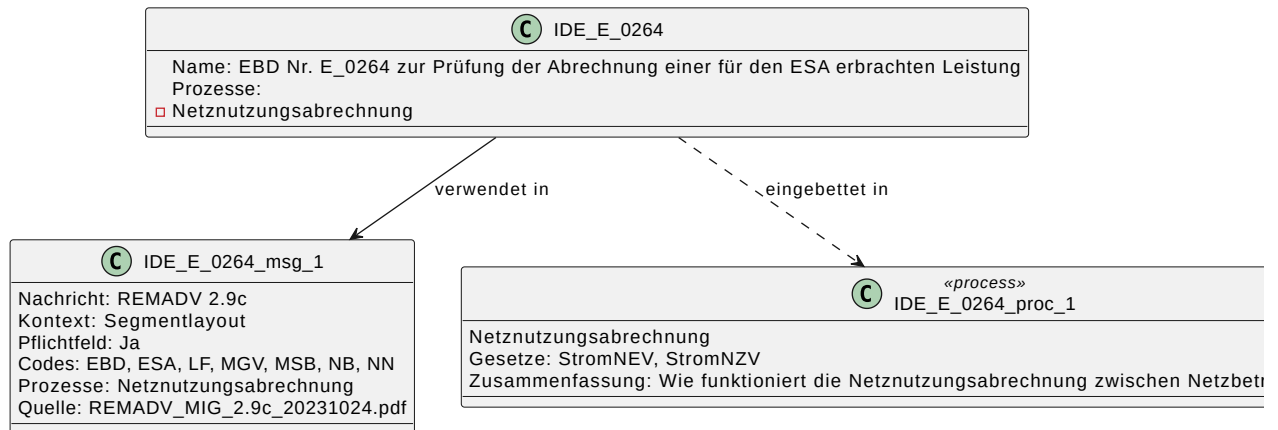 C IDE_E_0264
Name: EBD Nr. E_0264 zur Prüfung der Abrechnung einer für den ESA erbrachten Leistung
Prozesse:
Netznutzungsabrechnung
verwendet in
eingebettet in
C IDE_E_0264_msg_1
Nachricht: REMADV 2.9c
Kontext: Segmentlayout
Pflichtfeld: Ja
Codes: EBD, ESA, LF, MGV, MSB, NB, NN
Prozesse: Netznutzungsabrechnung
Quelle: REMADV_MIG_2.9c_20231024.pdf
C «process»
IDE_E_0264_proc_1
Netznutzungsabrechnung
Gesetze: StromNEV, StromNZV
Zusammenfassung: Wie funktioniert die Netznutzungsabrechnung zwischen